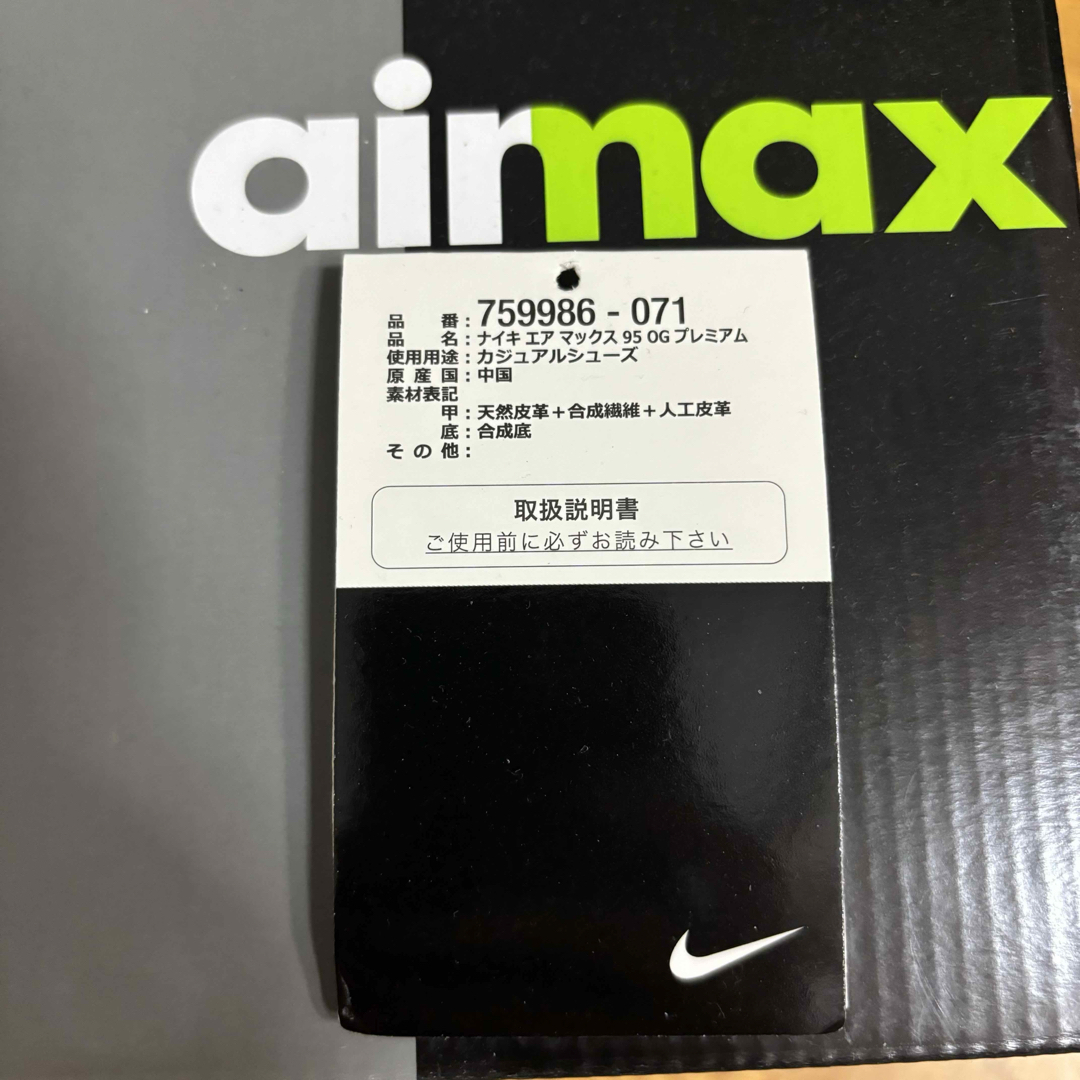 airmax
品番：759986 - 071
品名：ナイキ エア マックス 95 OG プレミアム
使用用途：カジュアルシューズ
原産国：中国
素材表記
甲：天然皮革＋合成繊維＋人工皮革
底：合成底
その他：
取扱説明書
ご使用前に必ずお読み下さい